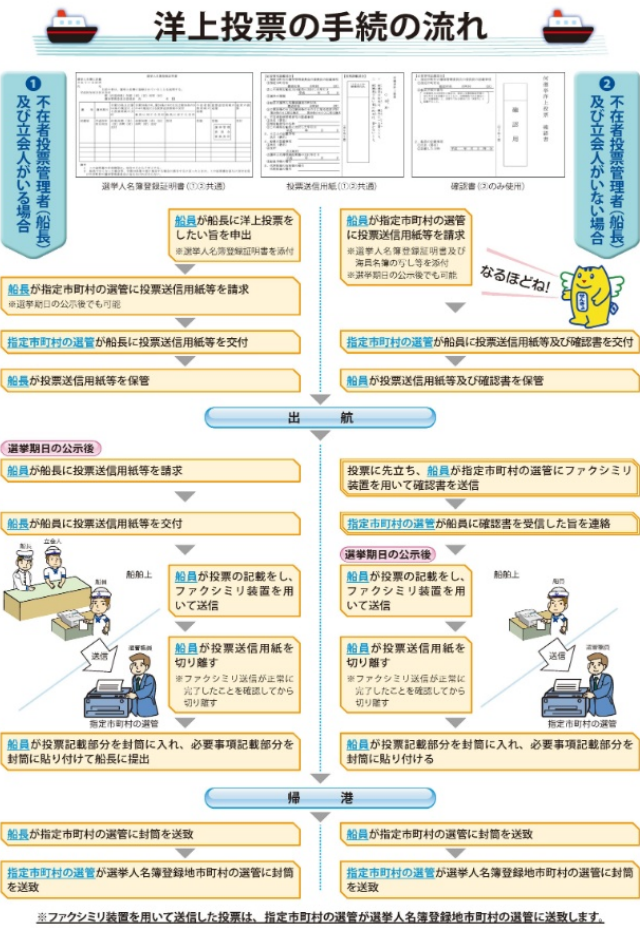 洋上投票の手続の流れ
1
不在者投票管理者（船長）
及び立会人がいる場合
2
不在者投票管理者（船長）
及び立会人がいない場合
選挙人名簿登録証明書（①②共通）
投票送信用紙（①②共通）
確認書（②のみ使用）
確認用
船員が船長に洋上投票を
したい旨を申出
※選挙人名簿登録証明書を添付
船長が指定市町村の選管に投票送信用紙等を請求
※選挙期日の公示後でも可能
指定市町村の選管が船長に投票送信用紙等を交付
船長が投票送信用紙等を保管
船員が指定市町村の選管
に投票送信用紙等を請求
※選挙人名簿登録証明書及び
海員名簿の写し等を添付
※選挙期日の公示後でも可能
なるほどね!
指定市町村の選管が船員に投票送信用紙等及び確認書を交付
船員が投票送信用紙等及び確認書を保管
出航
選挙期日の公示後
船員が船長に投票送信用紙等を請求
船長が船員に投票送信用紙等を交付
船長
立会人
船員
船舶上
船員が投票の記載をし、
ファクシミリ装置を用
いて送信
送信
選管職員
指定市町村の選管
船員が投票送信用紙を
切り離す
※ファクシミリ送信が正常に
完了したことを確認してから
切り離す
船員が投票記載部分を封筒に入れ、必要事項記載部分を
封筒に貼り付けて船長に提出
投票に先立ち、船員が指定市町村の選管にファクシミリ
装置を用いて確認書を送信
指定市町村の選管が船員に確認書を受信した旨を連絡
選挙期日の公示後
船員が投票の記載をし、
ファクシミリ装置を用
いて送信
船舶上
船員
送信
選管職員
指定市町村の選管
船員が投票送信用紙を
切り離す
※ファクシミリ送信が正常に
完了したことを確認してから
切り離す
船員が投票記載部分を封筒に入れ、必要事項記載部分を
封筒に貼り付ける
帰港
船長が指定市町村の選管に封筒を送致
指定市町村の選管が選挙人名簿登録地市町村の選管に封筒
を送致
船員が指定市町村の選管に封筒を送致
指定市町村の選管が選挙人名簿登録地市町村の選管に封筒
を送致
※ファクシミリ装置を用いて送信した投票は、指定市町村の選管が選挙人名簿登録地市町村の選管に送致します。